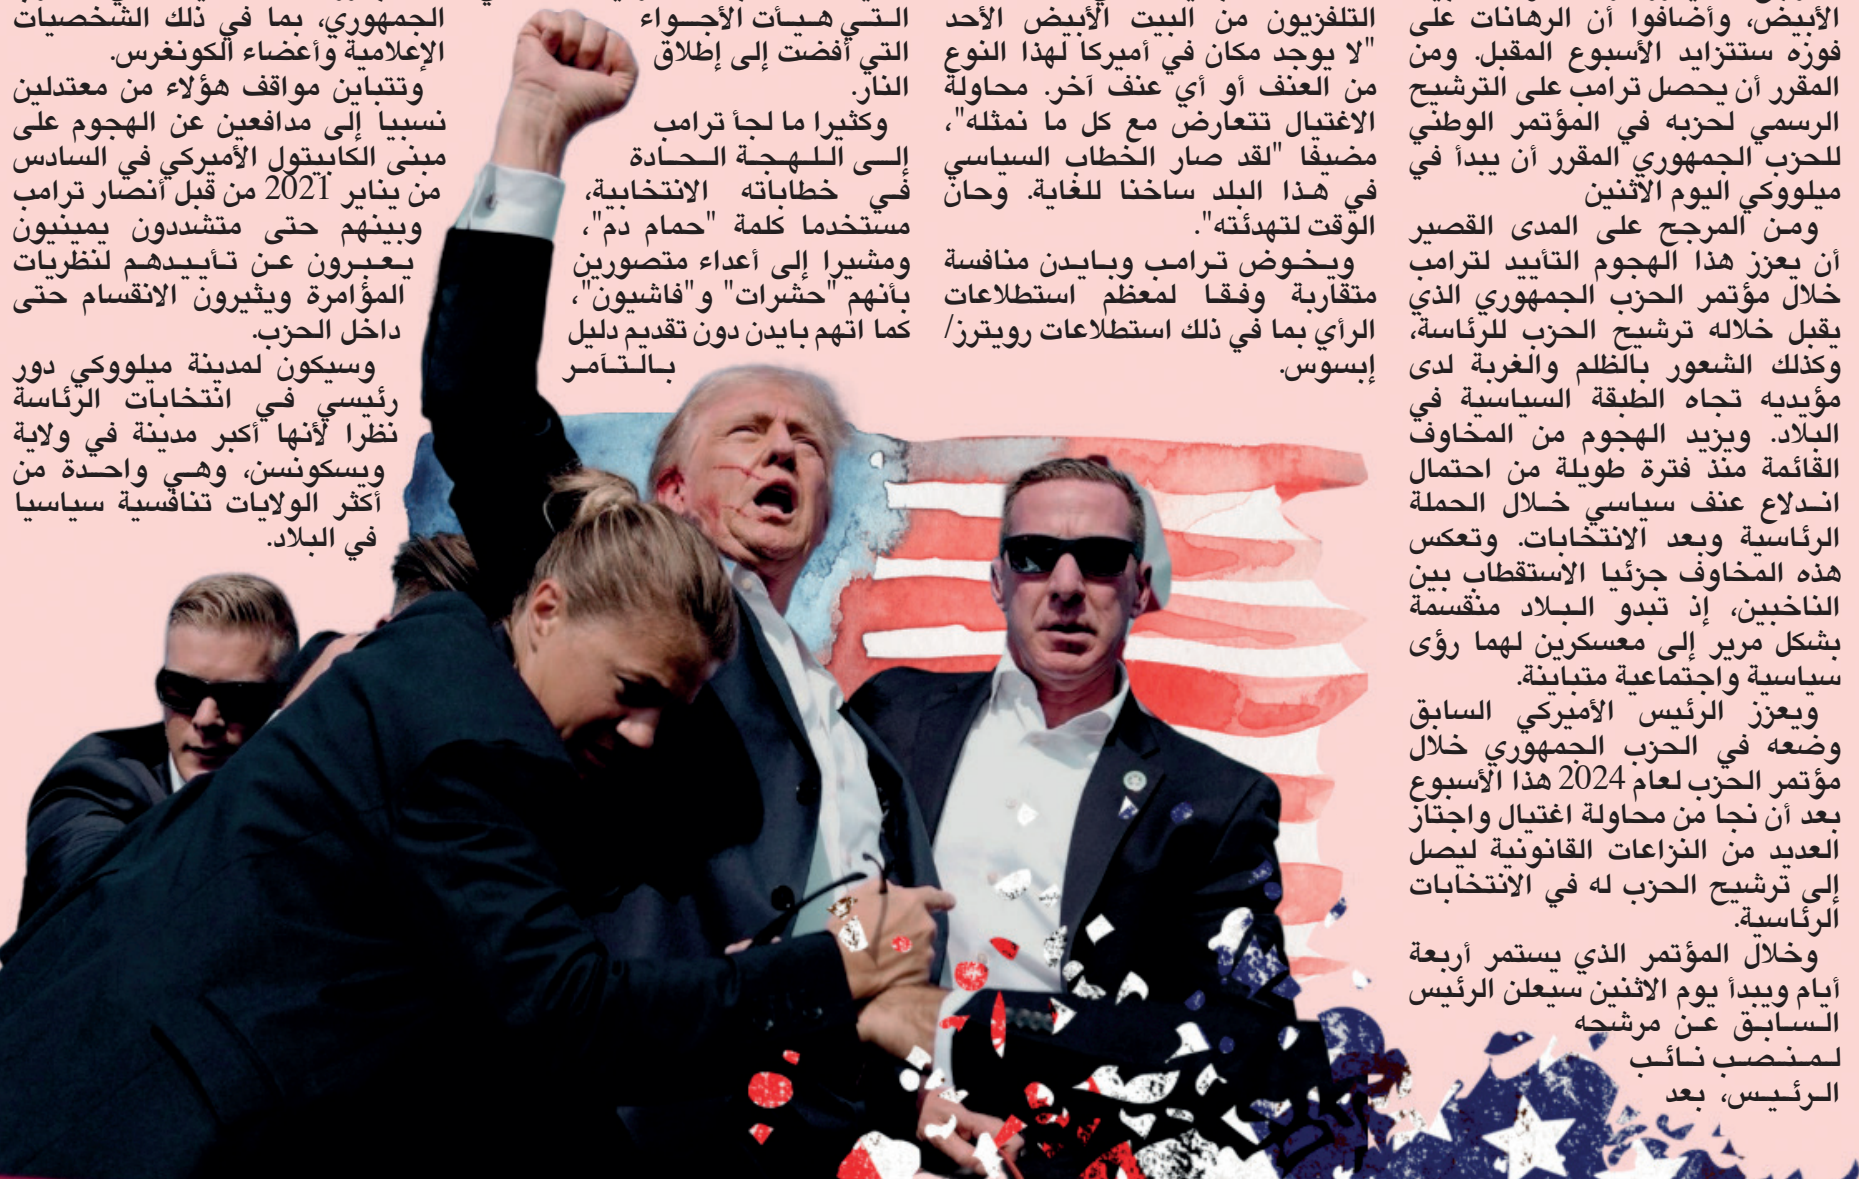 الأبيض، وأضافوا أن الرهانات على
فوزه ستتزايد الأسبوع المقبل. ومن
المقرر أن يحصل ترامب على الترشيح
الرسمي لحزبه في المؤتمر الوطني
للحزب الجمهوري المقرر أن يبدأ في
ميلووكي اليوم الاثنين
ومن المرجح على المدى القصير
أن يعزز هذا الهجوم التأييد لترامب
خلال مؤتمر الحزب الجمهوري الذي
يقبل خلاله ترشيح الحزب للرئاسة،
وكذلك الشعور بالظلم والغربة لدى
مؤيديه تجاه الطبقة السياسية في
البلاد. ويزيد الهجوم من المخاوف
القائمة منذ فترة طويلة من احتمال
اندلاع عنف سياسي خلال الحملة
الرئاسية وبعد الانتخابات. وتعكس
هذه المخاوف جزئيا الاستقطاب بين
الناخبين، إذ تبدو البلاد منقسمة
بشكل مرير إلى معسكرين لهما رؤى
سياسية واجتماعية متباينة.
ويعزز الرئيس الأميركي السابق
وضعه في الحزب الجمهوري خلال
مؤتمر الحزب لعام 2024 هذا الأسبوع
بعد أن نجا من محاولة اغتيال واجتاز
العديد من النزاعات القانونية ليصل
إلى ترشيح الحزب له في الانتخابات
الرئاسية.
وخلال المؤتمر الذي يستمر أربعة
أيام ويبدأ يوم الاثنين سيعلن الرئيس
السابق عن مرشحه
لمنصب نائب
الرئيس، بعد
التلفزيون من البيت الأبيض الأحد
"لا يوجد مكان في أميركا لهذا النوع
من العنف أو أي عنف آخر. محاولة
الاغتيال تتعارض مع كل ما نمثله"،
مضيفا "لقد صار الخطاب السياسي
في هذا البلد ساخنا للغاية. وحان
الوقت لتهدئته".
ويخوض ترامب وبايدن منافسة
متقاربة وفقا لمعظم استطلاعات
الرأي بما في ذلك استطلاعات رويترز/
إبسوس.
التي هيأت الأجواء
التي أفضت إلى إطلاق
النار.
وكثيرا ما لجأ ترامب
إلى اللهجة الحادة
في خطاباته الانتخابية،
مستخدما كلمة "حمام دم"،
ومشيرا إلى أعداء متصورين
بأنهم "حشرات" و"فاشيون"،
كما اتهم بايدن دون تقديم دليل
بالتآمر
الجمهوري، بما في ذلك الشخصيات
الإعلامية وأعضاء الكونغرس.
وتتباين مواقف هؤلاء من معتدلين
نسبيا إلى مدافعين عن الهجوم على
مبنى الكابيتول الأميركي في السادس
من يناير 2021 من قبل أنصار ترامب
وبينهم حتى متشددون يمينيون
يعبرون عن تأييدهم لنظريات
المؤامرة ويثيرون الانقسام حتى
داخل الحزب.
وسيكون لمدينة ميلووكي دور
رئيسي في انتخابات الرئاسة
نظرا لأنها أكبر مدينة في ولاية
ويسكونسن، وهي واحدة من
أكثر الولايات تنافسية سياسيا
في البلاد.